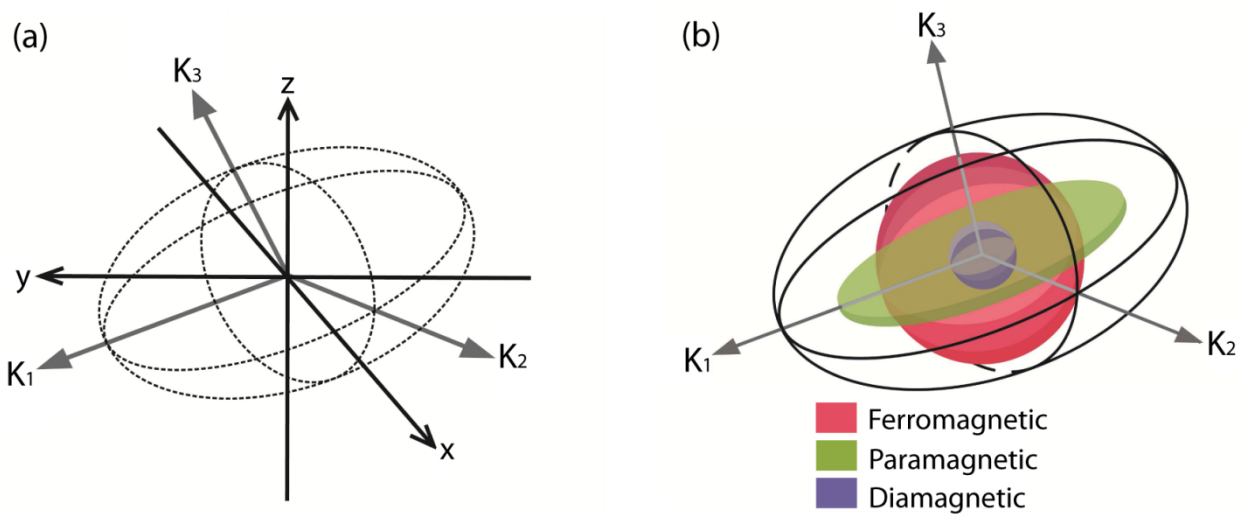 (a)
K3
z
y
K1
K2
x
(b)
K3
K1
K2
Ferromagnetic
Paramagnetic
Diamagnetic